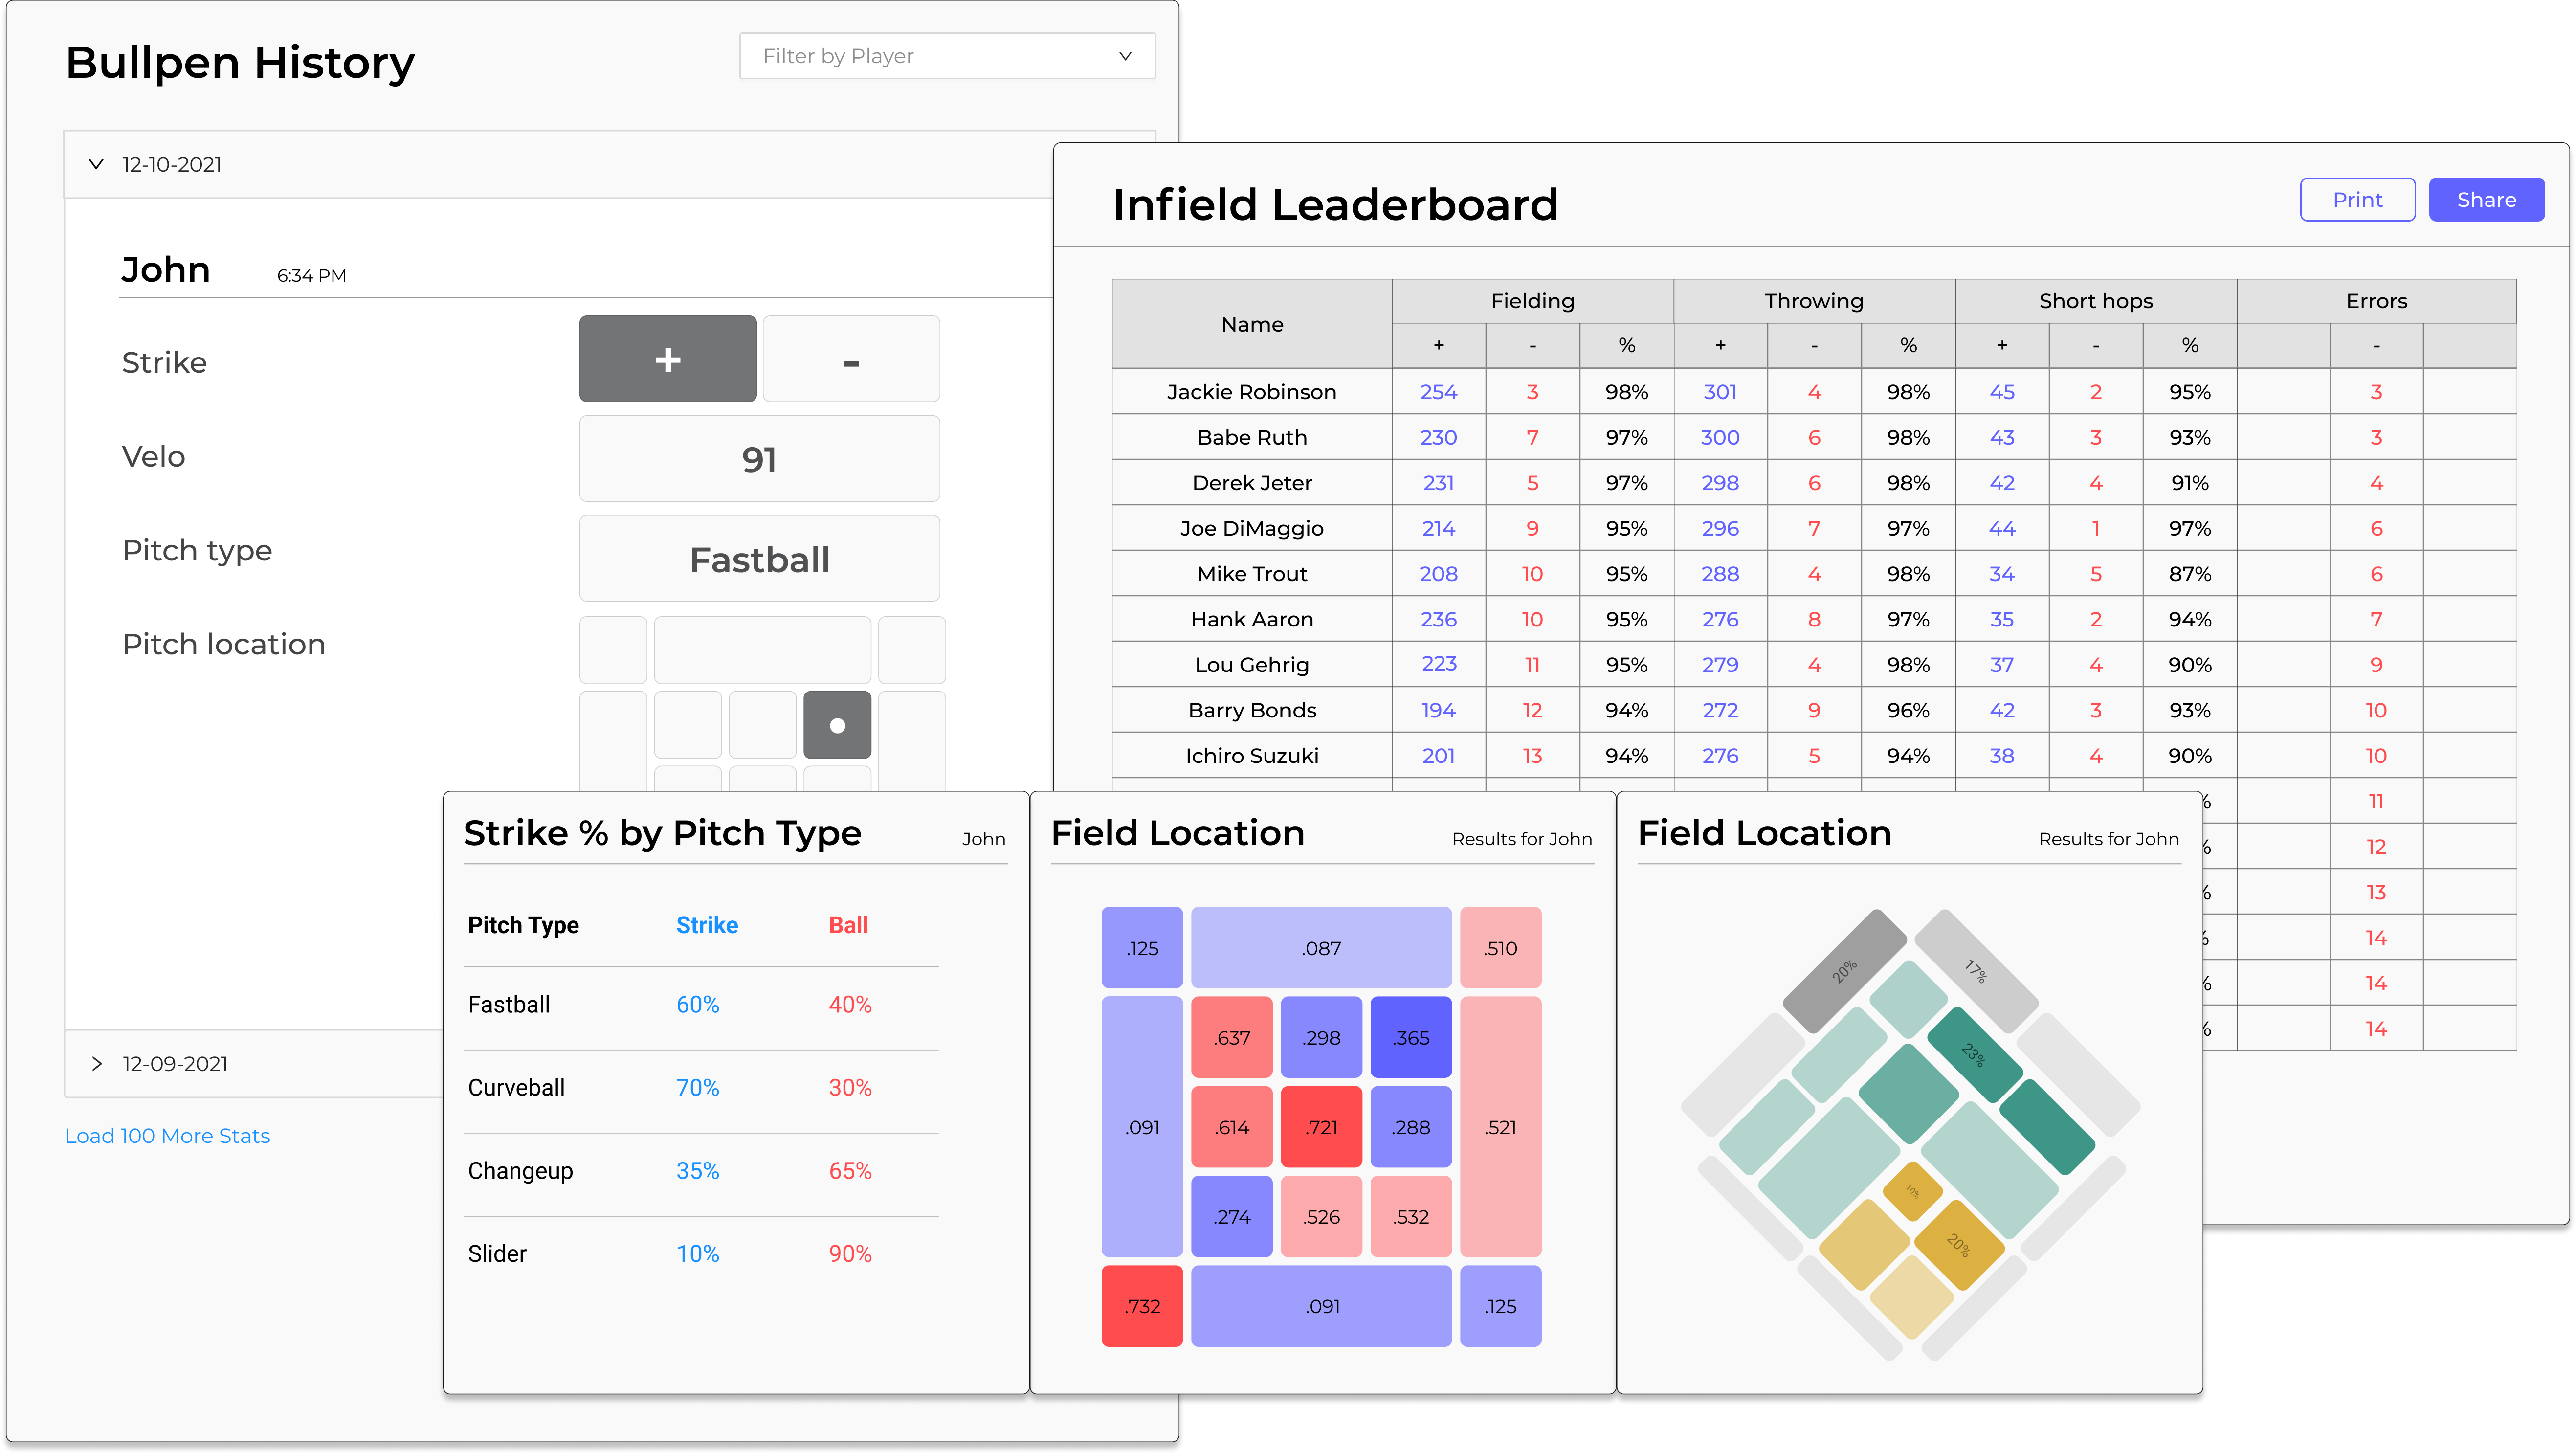 Bullpen History
Filter by Player
12-10-2021
John 6:34 PM
Strike + -
Velo 91
Pitch type Fastball
Pitch location
12-09-2021
Load 100 More Stats
Infield Leaderboard
Print Share
Name Fielding Throwing Short hops Errors
+ - % + - % + - % -
Jackie Robinson 254 3 98% 301 4 98% 45 2 95% 3
Babe Ruth 230 7 97% 300 6 98% 43 3 93% 3
Derek Jeter 231 5 97% 298 6 98% 42 4 91% 4
Joe DiMaggio 214 9 95% 296 7 97% 44 1 97% 6
Mike Trout 208 10 95% 288 4 98% 34 5 87% 6
Hank Aaron 236 10 95% 276 8 97% 35 2 94% 7
Lou Gehrig 223 11 95% 279 4 98% 37 4 90% 9
Barry Bonds 194 12 94% 272 9 96% 42 3 93% 10
Ichiro Suzuki 201 13 94% 276 5 94% 38 4 90% 10
11
12
13
14
14
14
Strike % by Pitch Type John
Pitch Type Strike Ball
Fastball 60% 40%
Curveball 70% 30%
Changeup 35% 65%
Slider 10% 90%
Field Location Results for John
.125 .087 .510
.637 .298 .365
.091 .614 .721 .288 .521
.274 .526 .532
.732 .091 .125
Field Location Results for John
20% 17%
23%
10%
20%